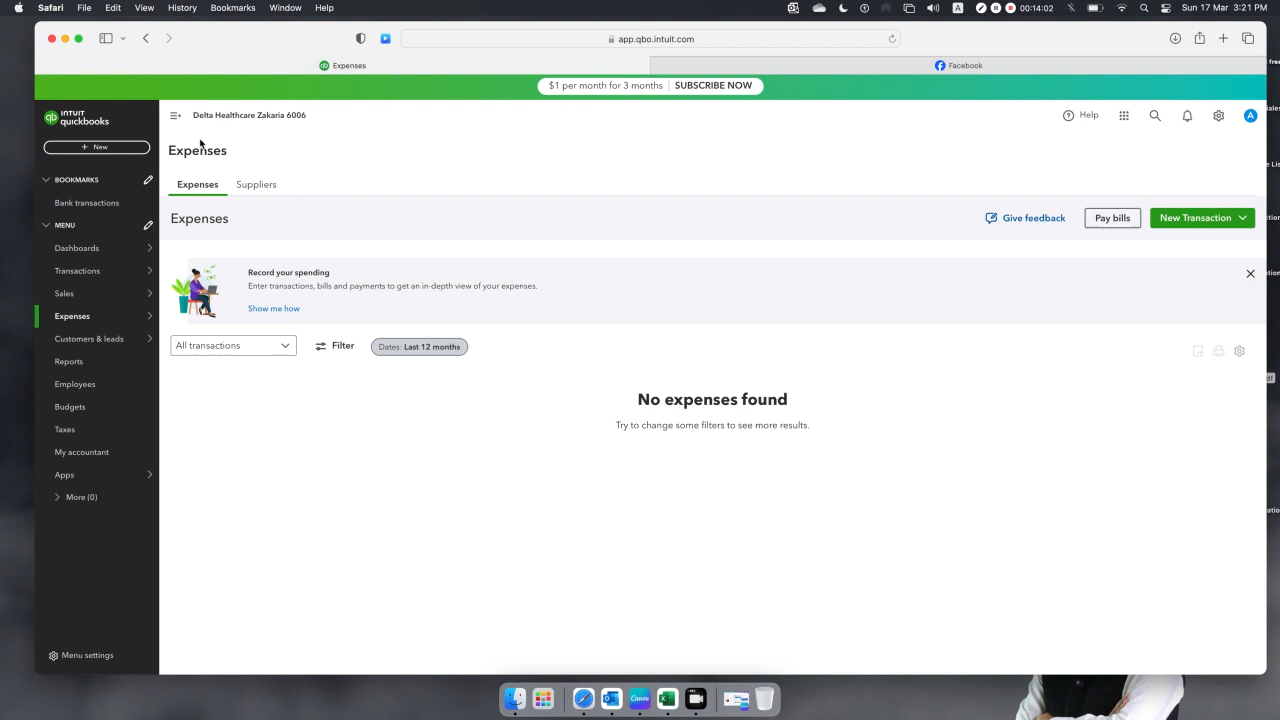 Safari File Edit View History Bookmarks Window Help
00:14:02 A Sun 17 Mar 3:21 PM
app.qbo.intuit.com
Expenses
Facebook
$1 per month for 3 months SUBSCRIBE NOW
INTUIT
quickbooks
Delta Healthcare Zakaria 6006
Help
A
+ New
Expenses
BOOKMARKS
Expenses Suppliers
Bank transactions
Expenses
Give feedback
Pay bills
New Transaction
MENU
Dashboards
Transactions
Sales
Expenses
Customers & leads
Reports
Employees
Budgets
Taxes
My accountant
Apps
More (0)
Menu settings
Record your spending
Enter transactions, bills and payments to get an in-depth view of your expenses.
Show me how
All transactions
Filter
Dates: Last 12 months
No expenses found
Try to change some filters to see more results.
Canva